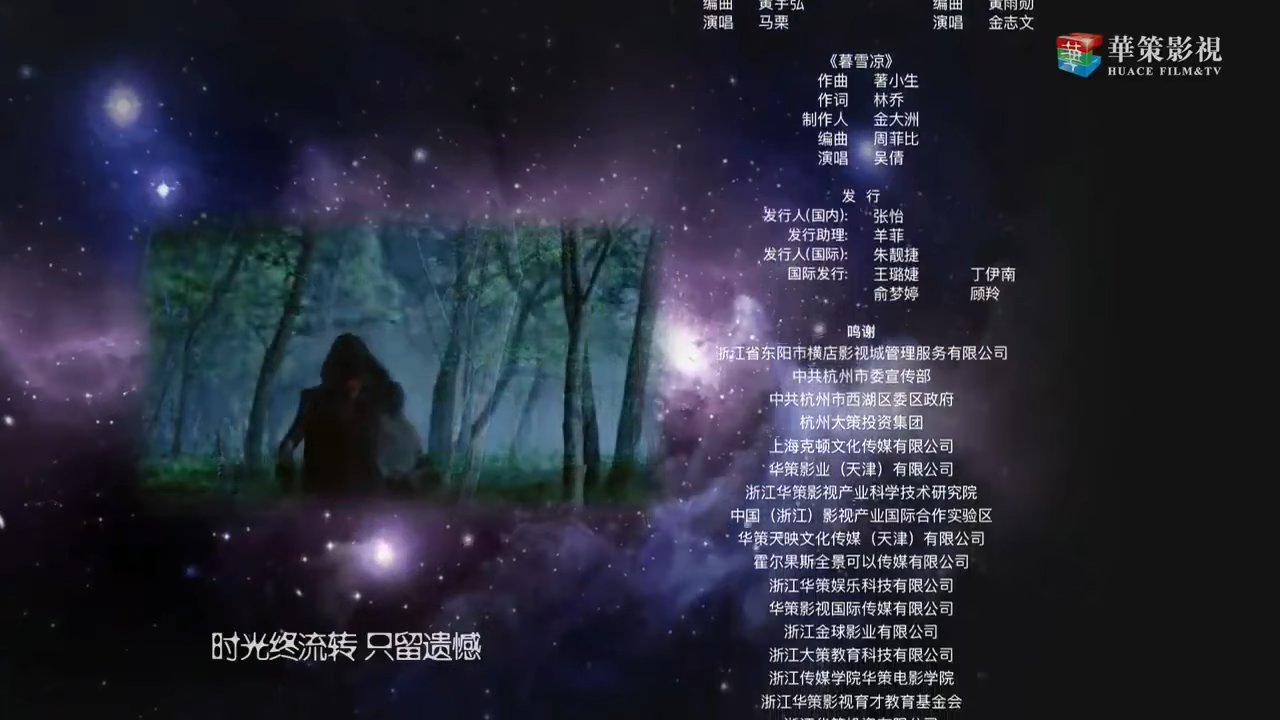 编曲 黄宇弘 编曲 黄雨勋
演唱 马栗 演唱 金志文
華策影視
HUACE FILM&TV
《暮雪凉》
作曲 著小生
作词 林乔
制作人 金大洲
编曲 周菲比
演唱 吴倩
发 行
发行人(国内): 张怡
发行助理: 羊菲
发行人(国际): 朱靓捷
国际发行: 王璐婕 丁伊南
俞梦婷 顾羚
鸣谢
浙江省东阳市横店影视城管理服务有限公司
中共杭州市委宣传部
中共杭州市西湖区委区政府
杭州大策投资集团
上海克顿文化传媒有限公司
华策影业（天津）有限公司
浙江华策影视产业科学技术研究院
中国（浙江）影视产业国际合作实验区
华策天映文化传媒（天津）有限公司
霍尔果斯全景可以传媒有限公司
浙江华策娱乐科技有限公司
华策影视国际传媒有限公司
浙江金球影业有限公司
浙江大策教育科技有限公司
浙江传媒学院华策电影学院
浙江华策影视育才教育基金会
时光终流转 只留遗憾